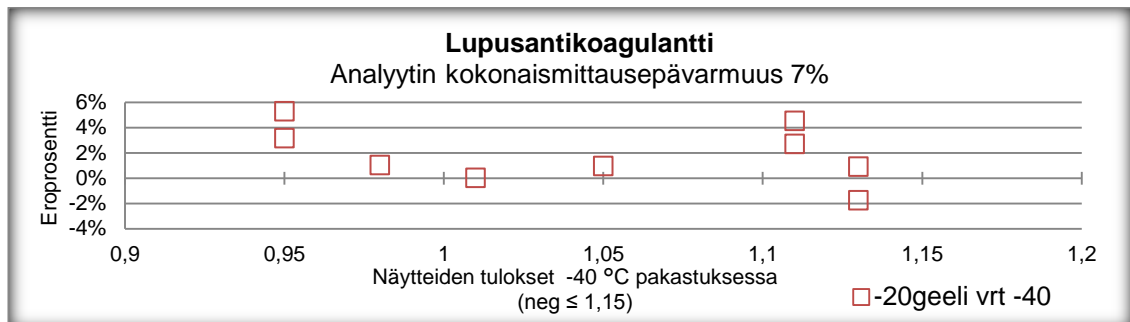 Lupusantikoagulantti
Analyytin kokonaismittausepävarmuus 7%
Eroprosentti
6%
4%
2%
0%
-2%
-4%
0,9 0,95 1 1,05 1,1 1,15 1,2
Näytteiden tulokset -40 °C pakastuksessa
(neg ≤ 1,15)
-20geeli vrt -40